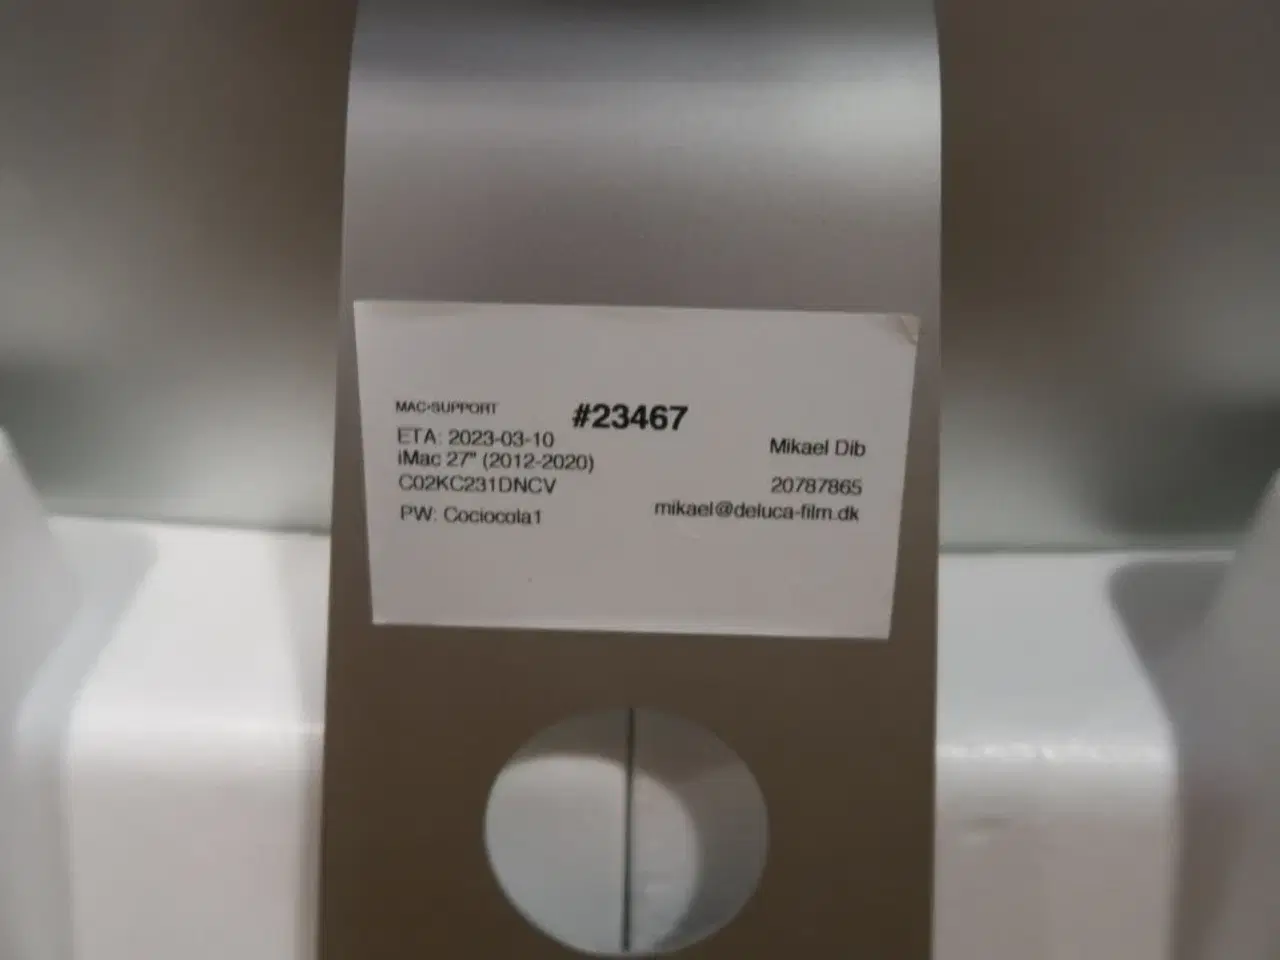 MAC•SUPPORT
#23467
ETA: 2023-03-10
iMac 27" (2012-2020)
C02KC231DNCV
PW: Cociocola1
Mikael Dib
20787865
mikael@deluca-film.dk